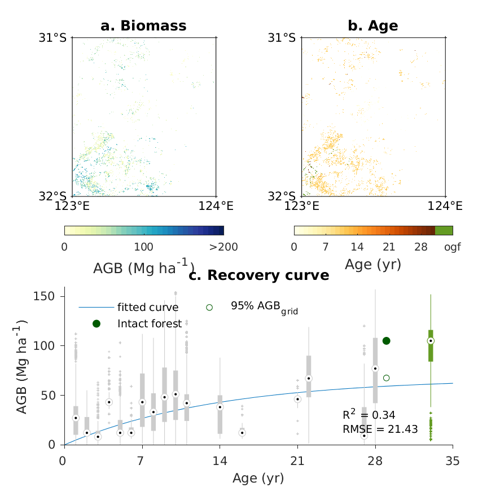 a. Biomass
b. Age
31°S
31°S
32°S
32°S
123°E
124°E
123°E
124°E
0
100
>200
0
7
14
21
28
ogf
AGB (Mg ha-1)
Age (yr)
c. Recovery curve
150
100
50
0
AGB (Mg ha-1)
fitted curve
95% AGBgrid
Intact forest
R2 = 0.34
RMSE = 21.43
0
7
14
21
28
35
Age (yr)